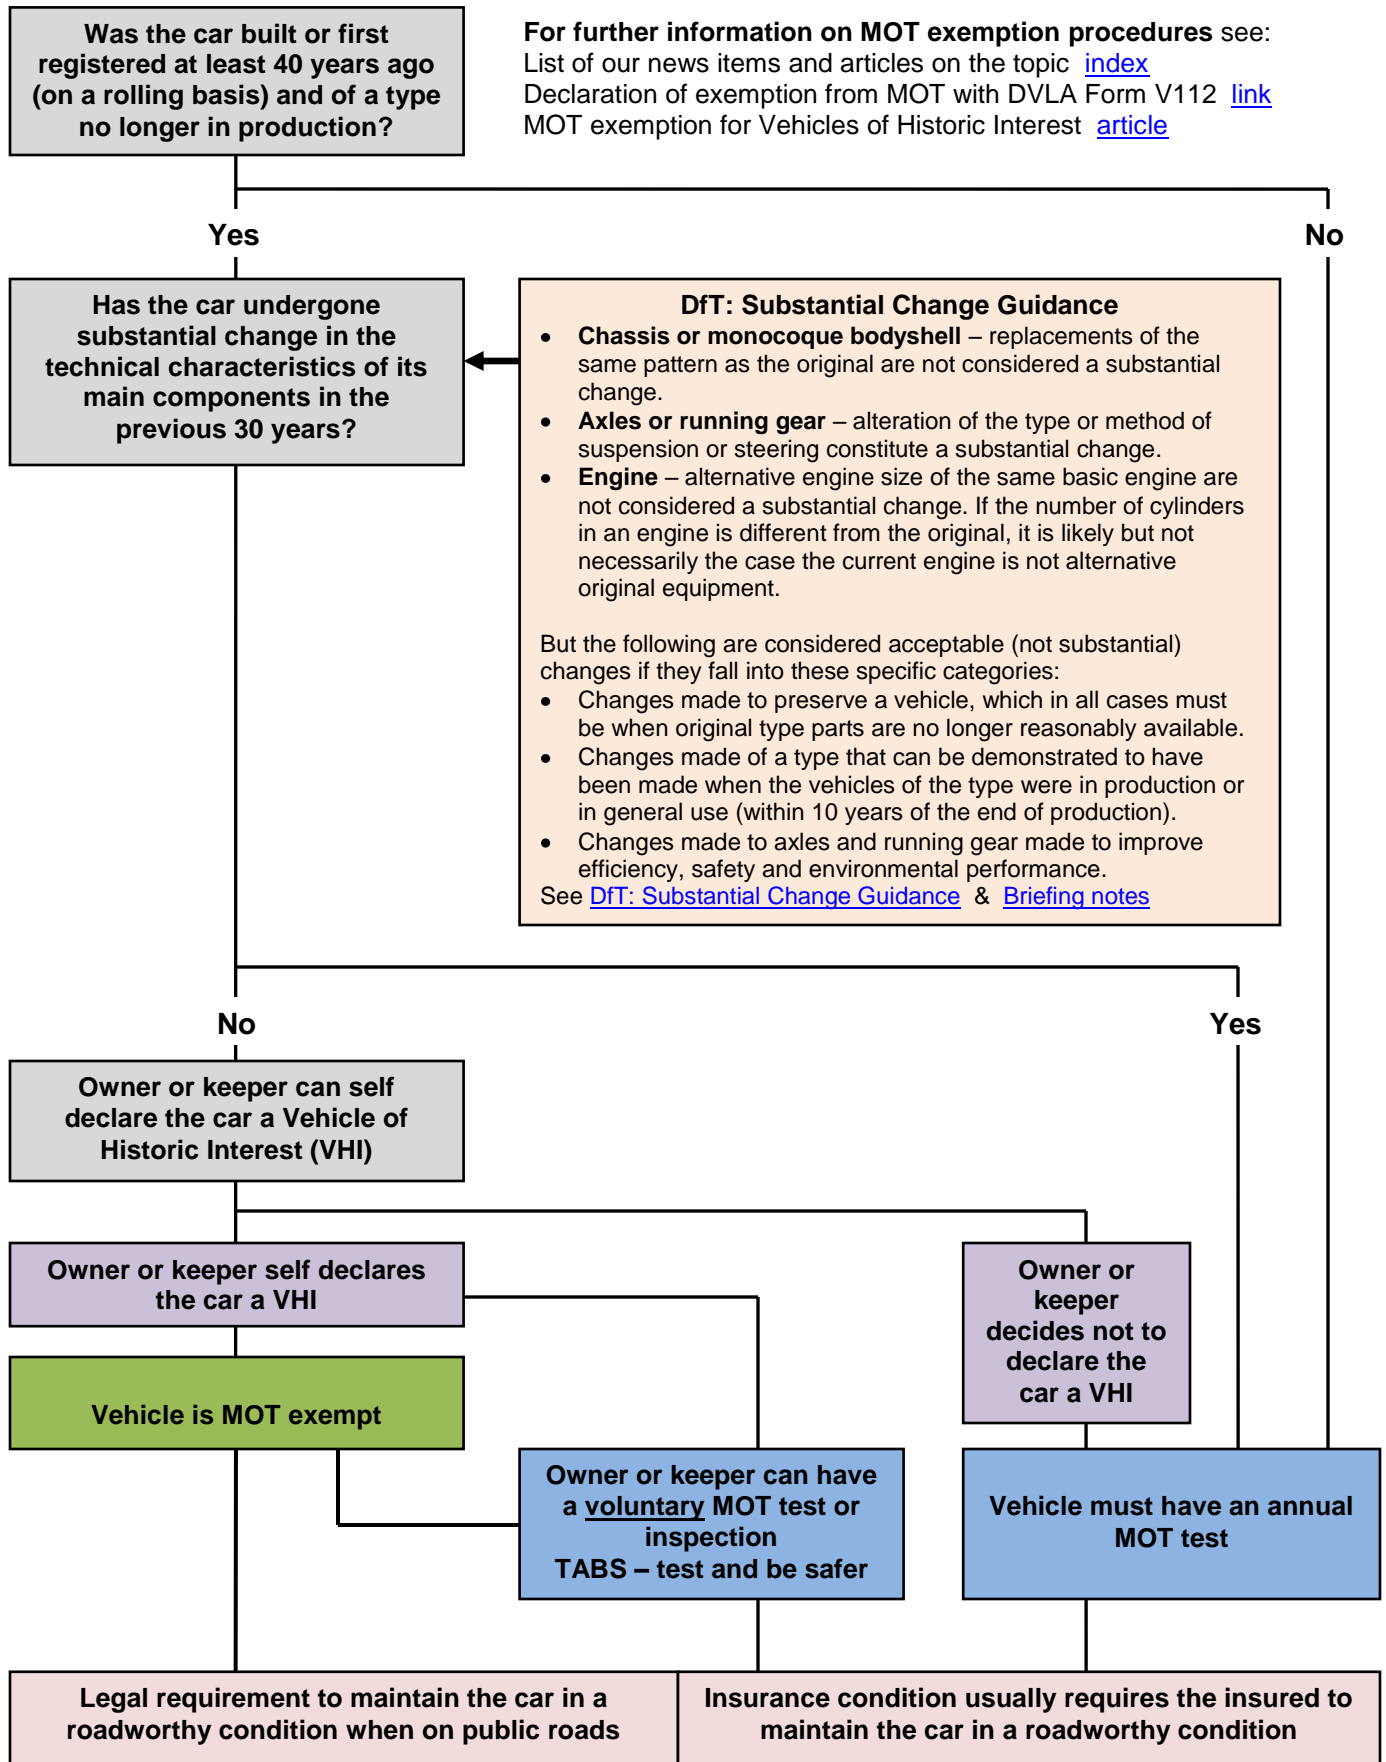 Was the car built or first
registered at least 40 years ago
(on a rolling basis) and of a type
no longer in production?
For further information on MOT exemption procedures see:
List of our news items and articles on the topic index
Declaration of exemption from MOT with DVLA Form V112 link
MOT exemption for Vehicles of Historic Interest article
Yes
No
Has the car undergone
substantial change in the
technical characteristics of its
main components in the
previous 30 years?
DfT: Substantial Change Guidance
• Chassis or monocoque bodyshell – replacements of the
same pattern as the original are not considered a substantial
change.
• Axles or running gear – alteration of the type or method of
suspension or steering constitute a substantial change.
• Engine – alternative engine size of the same basic engine are
not considered a substantial change. If the number of cylinders
in an engine is different from the original, it is likely but not
necessarily the case the current engine is not alternative
original equipment.
But the following are considered acceptable (not substantial)
changes if they fall into these specific categories:
• Changes made to preserve a vehicle, which in all cases must
be when original type parts are no longer reasonably available.
• Changes made of a type that can be demonstrated to have
been made when the vehicles of the type were in production or
in general use (within 10 years of the end of production).
• Changes made to axles and running gear made to improve
efficiency, safety and environmental performance.
See DfT: Substantial Change Guidance & Briefing notes
No
Yes
Owner or keeper can self
declare the car a Vehicle of
Historic Interest (VHI)
Owner or keeper self declares
the car a VHI
Owner or
keeper
decides not to
declare the
car a VHI
Vehicle is MOT exempt
Owner or keeper can have
a voluntary MOT test or
inspection
TABS – test and be safer
Vehicle must have an annual
MOT test
Legal requirement to maintain the car in a
roadworthy condition when on public roads
Insurance condition usually requires the insured to
maintain the car in a roadworthy condition